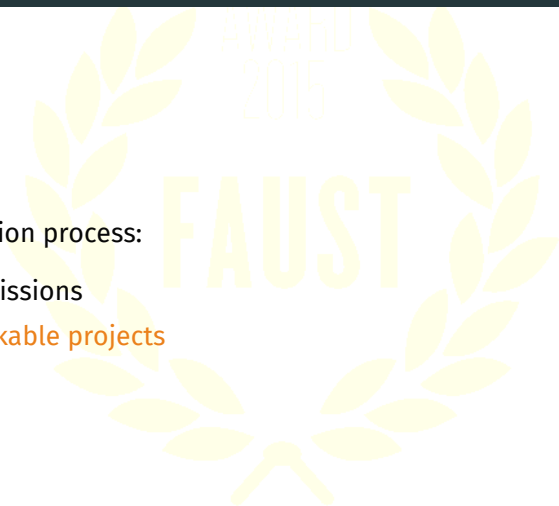 AWARD
2015
FAUST
ion process:
issions
kable projects